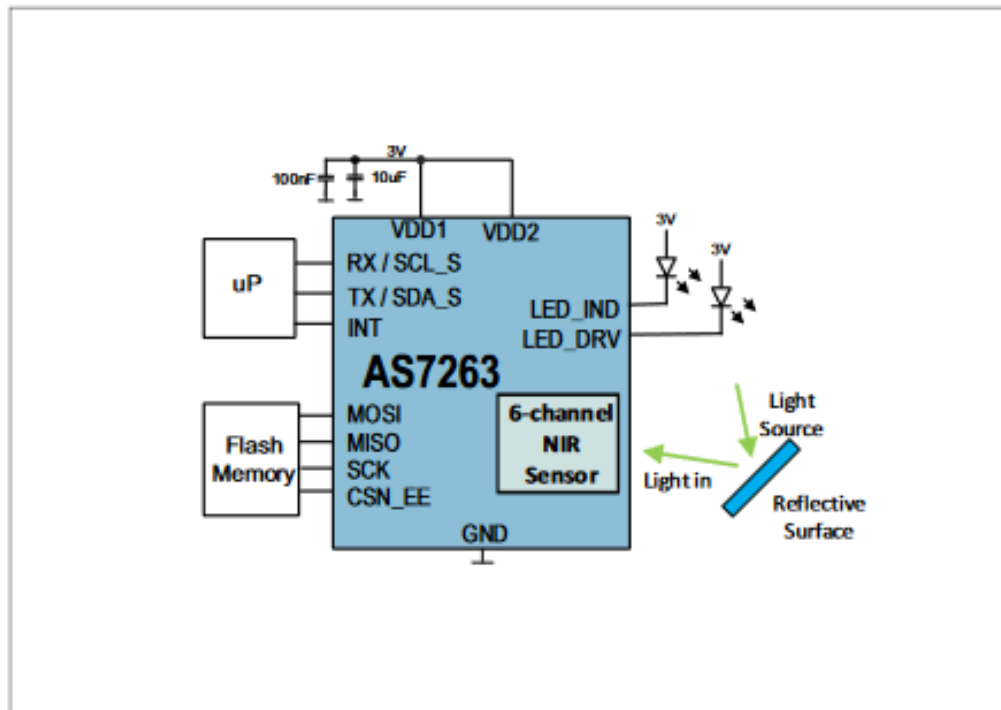 3V
100nF
10uF
VDD1
VDD2
3V
3V
uP
RX / SCL_S
TX / SDA_S
INT
LED_IND
LED_DRV
AS7263
Flash
Memory
MOSI
MISO
SCK
CSN_EE
6-channel
NIR
Sensor
Light
Source
Light in
Reflective
Surface
GND